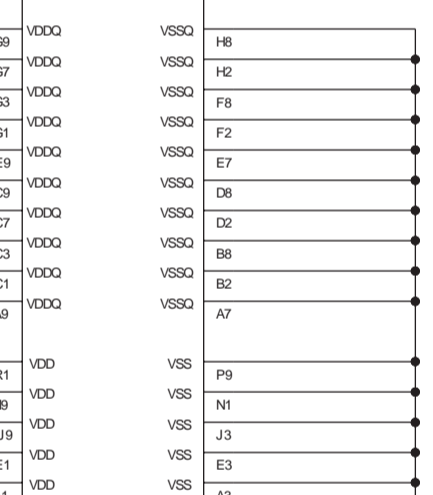 VDDQ VSSQ
G9 H8
VDDQ VSSQ
G7 H2
VDDQ VSSQ
G3 F8
VDDQ VSSQ
G1 F2
VDDQ VSSQ
E9 E7
VDDQ VSSQ
C9 D8
VDDQ VSSQ
C7 D2
VDDQ VSSQ
C3 B8
VDDQ VSSQ
C1 B2
VDDQ VSSQ
A9 A7
VDD VSS
R1 P9
VDD VSS
N1
VDD VSS
J9 J3
VDD VSS
E1 E3
VDD VSS
A3